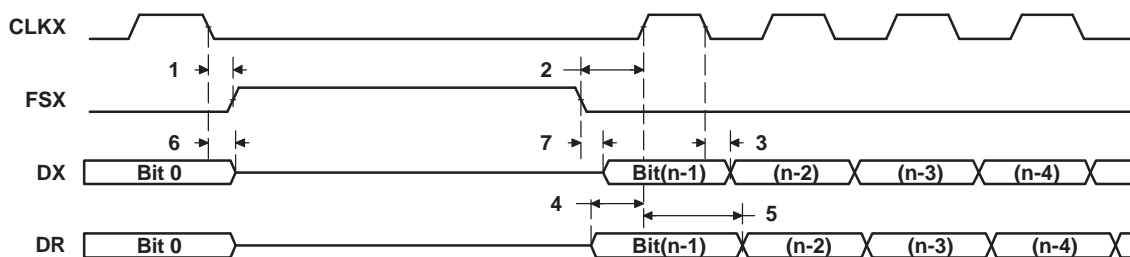 CLKX
1 2
FSX
6 7 3
DX Bit 0 Bit(n-1) (n-2) (n-3) (n-4)
4 5
DR Bit 0 Bit(n-1) (n-2) (n-3) (n-4)